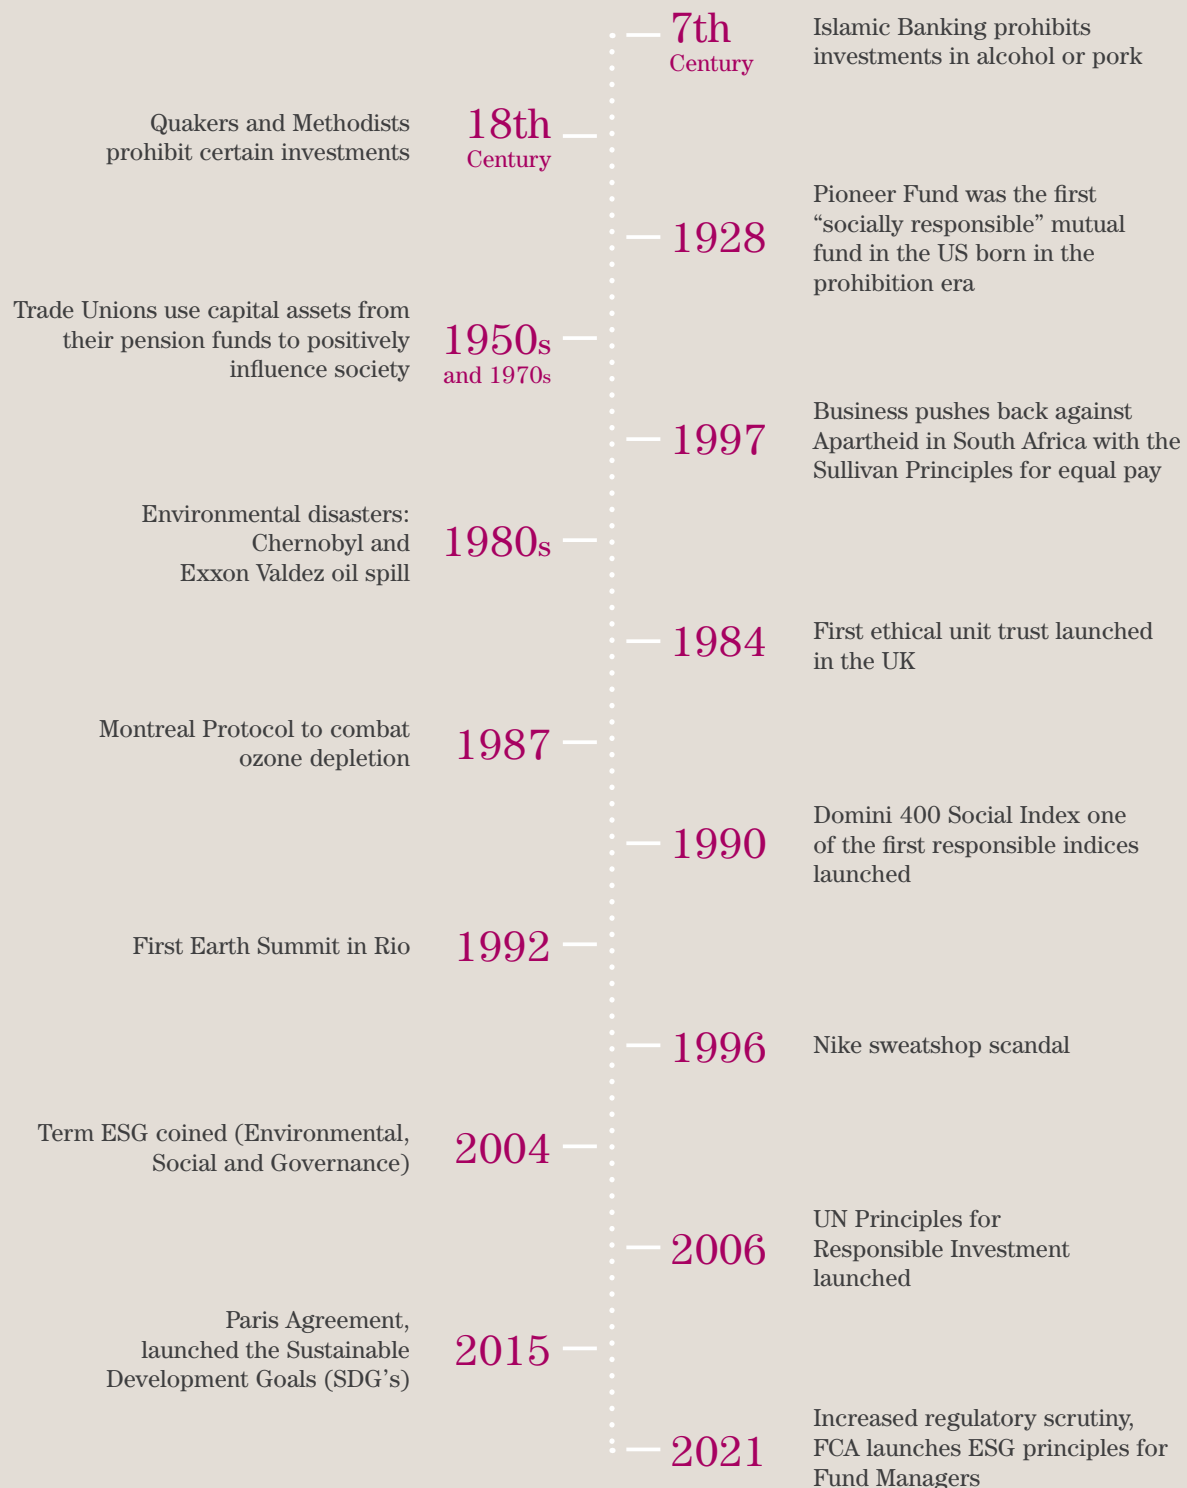 7th
Century
Islamic Banking prohibits
investments in alcohol or pork
Quakers and Methodists
prohibit certain investments
18th
Century
1928
Pioneer Fund was the first
“socially responsible” mutual
fund in the US born in the
prohibition era
Trade Unions use capital assets from
their pension funds to positively
influence society
1950s
and 1970s
1997
Business pushes back against
Apartheid in South Africa with the
Sullivan Principles for equal pay
Environmental disasters:
Chernobyl and
Exxon Valdez oil spill
1980s
1984
First ethical unit trust launched
in the UK
Montreal Protocol to combat
ozone depletion
1987
1990
Domini 400 Social Index one
of the first responsible indices
launched
First Earth Summit in Rio
1992
1996
Nike sweatshop scandal
Term ESG coined (Environmental,
Social and Governance)
2004
2006
UN Principles for
Responsible Investment
launched
Paris Agreement,
launched the Sustainable
Development Goals (SDG’s)
2015
2021
Increased regulatory scrutiny,
FCA launches ESG principles for
Fund Managers